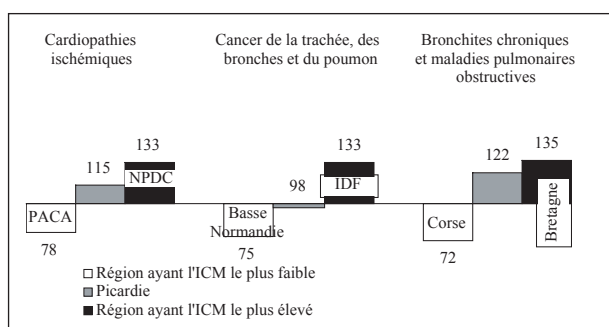 Cardiopathies
ischémiques
Cancer de la trachée, des
bronches et du poumon
Bronchites chroniques
et maladies pulmonaires
obstructives
115
133
98
133
122
135
NPDC
IDF
PACA
Basse
Normandie
Corse
Bretagne
78
75
72
Région ayant l'ICM le plus faible
Picardie
Région ayant l'ICM le plus élevé